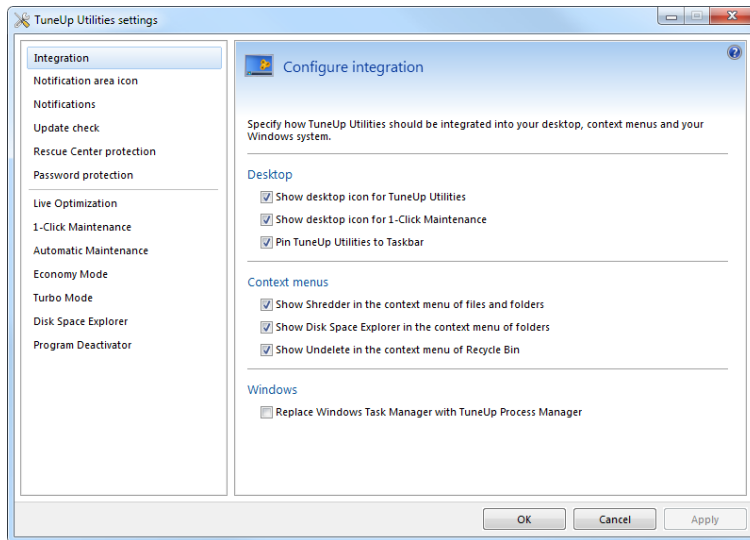 TuneUp Utilities settings
Integration
Notification area icon
Notifications
Update check
Rescue Center protection
Password protection
Live Optimization
1-Click Maintenance
Automatic Maintenance
Economy Mode
Turbo Mode
Disk Space Explorer
Program Deactivator
Configure integration
Specify how TuneUp Utilities should be integrated into your desktop, context menus and your
Windows system.
Desktop
Show desktop icon for TuneUp Utilities
Show desktop icon for 1-Click Maintenance
Pin TuneUp Utilities to Taskbar
Context menus
Show Shredder in the context menu of files and folders
Show Disk Space Explorer in the context menu of folders
Show Undelete in the context menu of Recycle Bin
Windows
Replace Windows Task Manager with TuneUp Process Manager
OK
Cancel
Apply